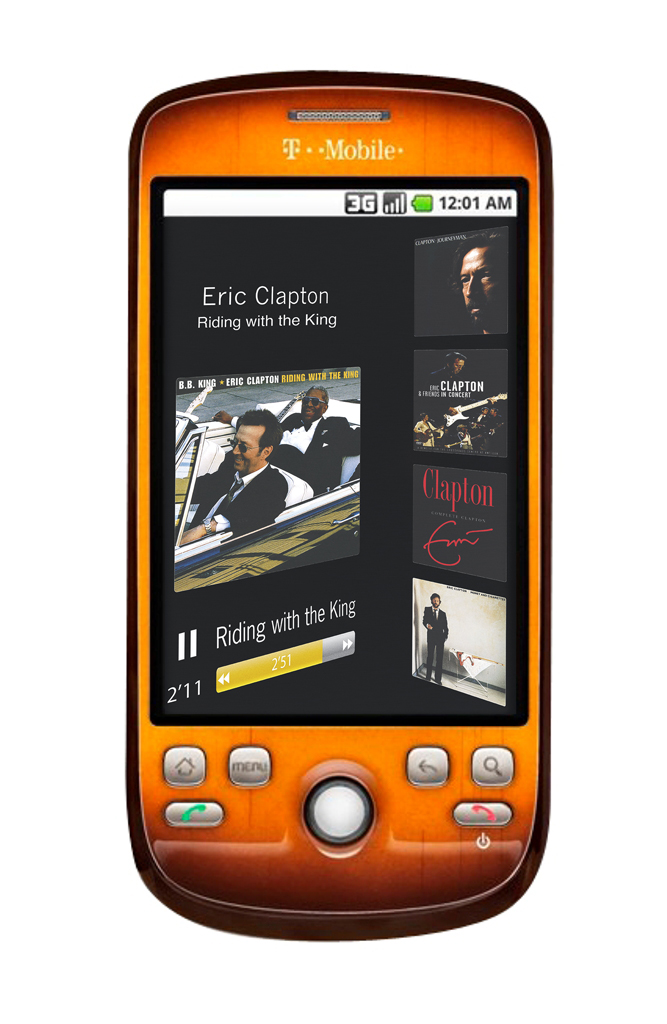 T··Mobile·
3G 12:01 AM
Eric Clapton
Riding with the King
B.B. KING ★ ERIC CLAPTON RIDING WITH THE KING
Riding with the King
2'51
2'11
CLAPTON JOURNEYMAN
ERIC CLAPTON
& FRIENDS IN CONCERT
Clapton
COMPLETE CLAPTON
MENU